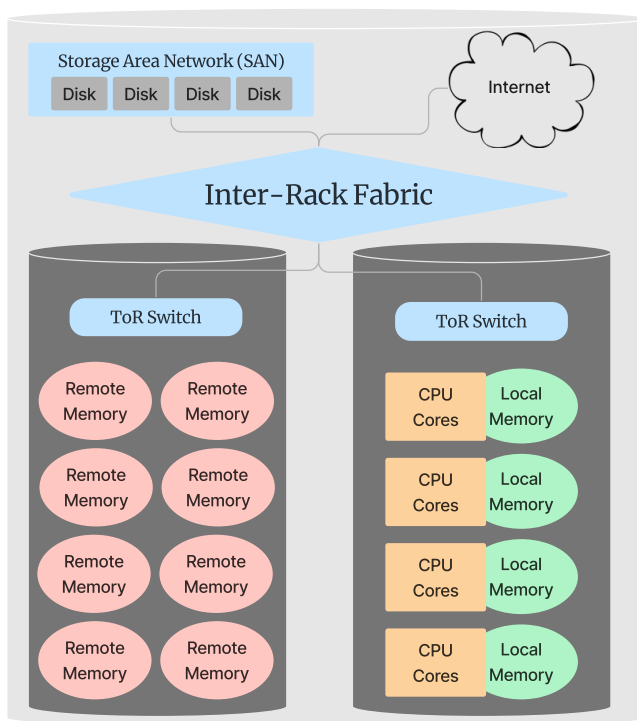 Storage Area Network (SAN)
Disk Disk Disk Disk
Internet
Inter-Rack Fabric
ToR Switch
Remote
Memory
Remote
Memory
Remote
Memory
Remote
Memory
Remote
Memory
Remote
Memory
Remote
Memory
Remote
Memory
ToR Switch
CPU
Cores
Local
Memory
CPU
Cores
Local
Memory
CPU
Cores
Local
Memory
CPU
Cores
Local
Memory